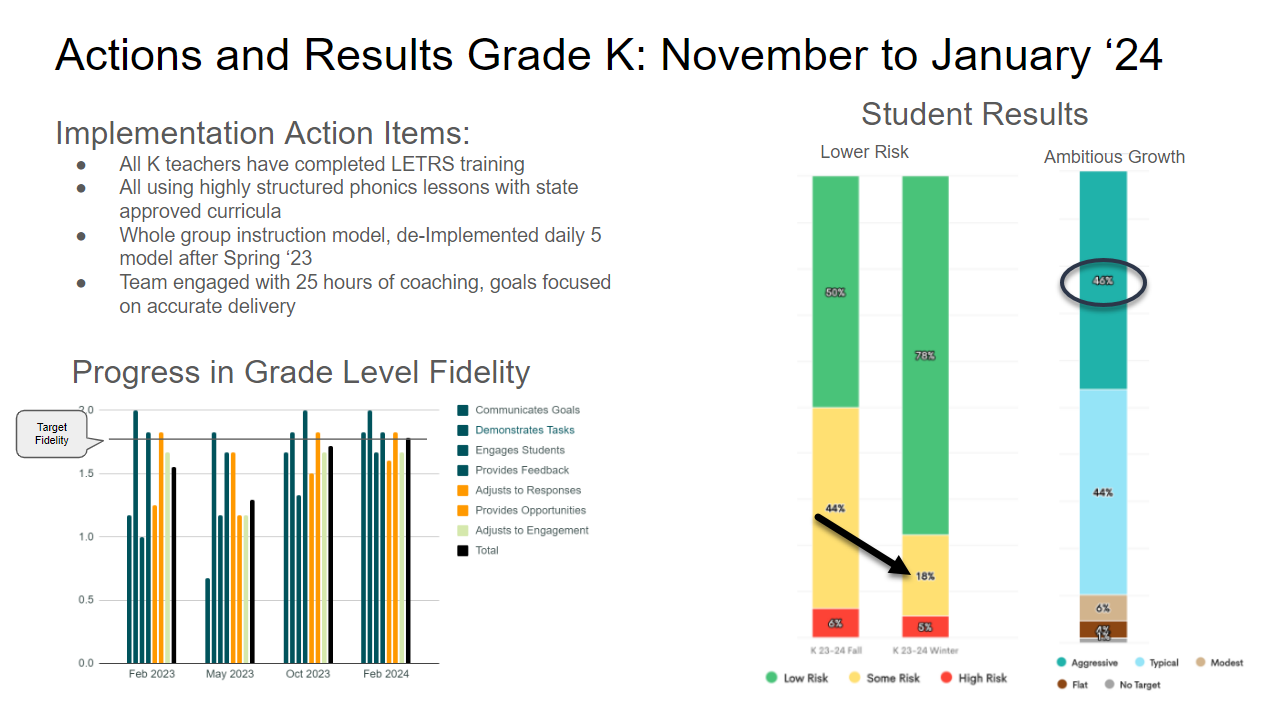 Actions and Results Grade K: November to January ‘24
Implementation Action Items:
● All K teachers have completed LETRS training
● All using highly structured phonics lessons with state
approved curricula
● Whole group instruction model, de-Implemented daily 5
model after Spring ‘23
● Team engaged with 25 hours of coaching, goals focused
on accurate delivery
Progress in Grade Level Fidelity
Target
Fidelity
2.0
1.5
1.0
0.5
0.0
Feb 2023
May 2023
Oct 2023
Feb 2024
Communicates Goals
Demonstrates Tasks
Engages Students
Provides Feedback
Adjusts to Responses
Provides Opportunities
Adjusts to Engagement
Total
Student Results
Lower Risk
50%
44%
6%
78%
18%
5%
K 23-24 Fall
K 23-24 Winter
Low Risk
Some Risk
High Risk
Ambitious Growth
46%
44%
6%
1%
Aggressive
Typical
Modest
Flat
No Target